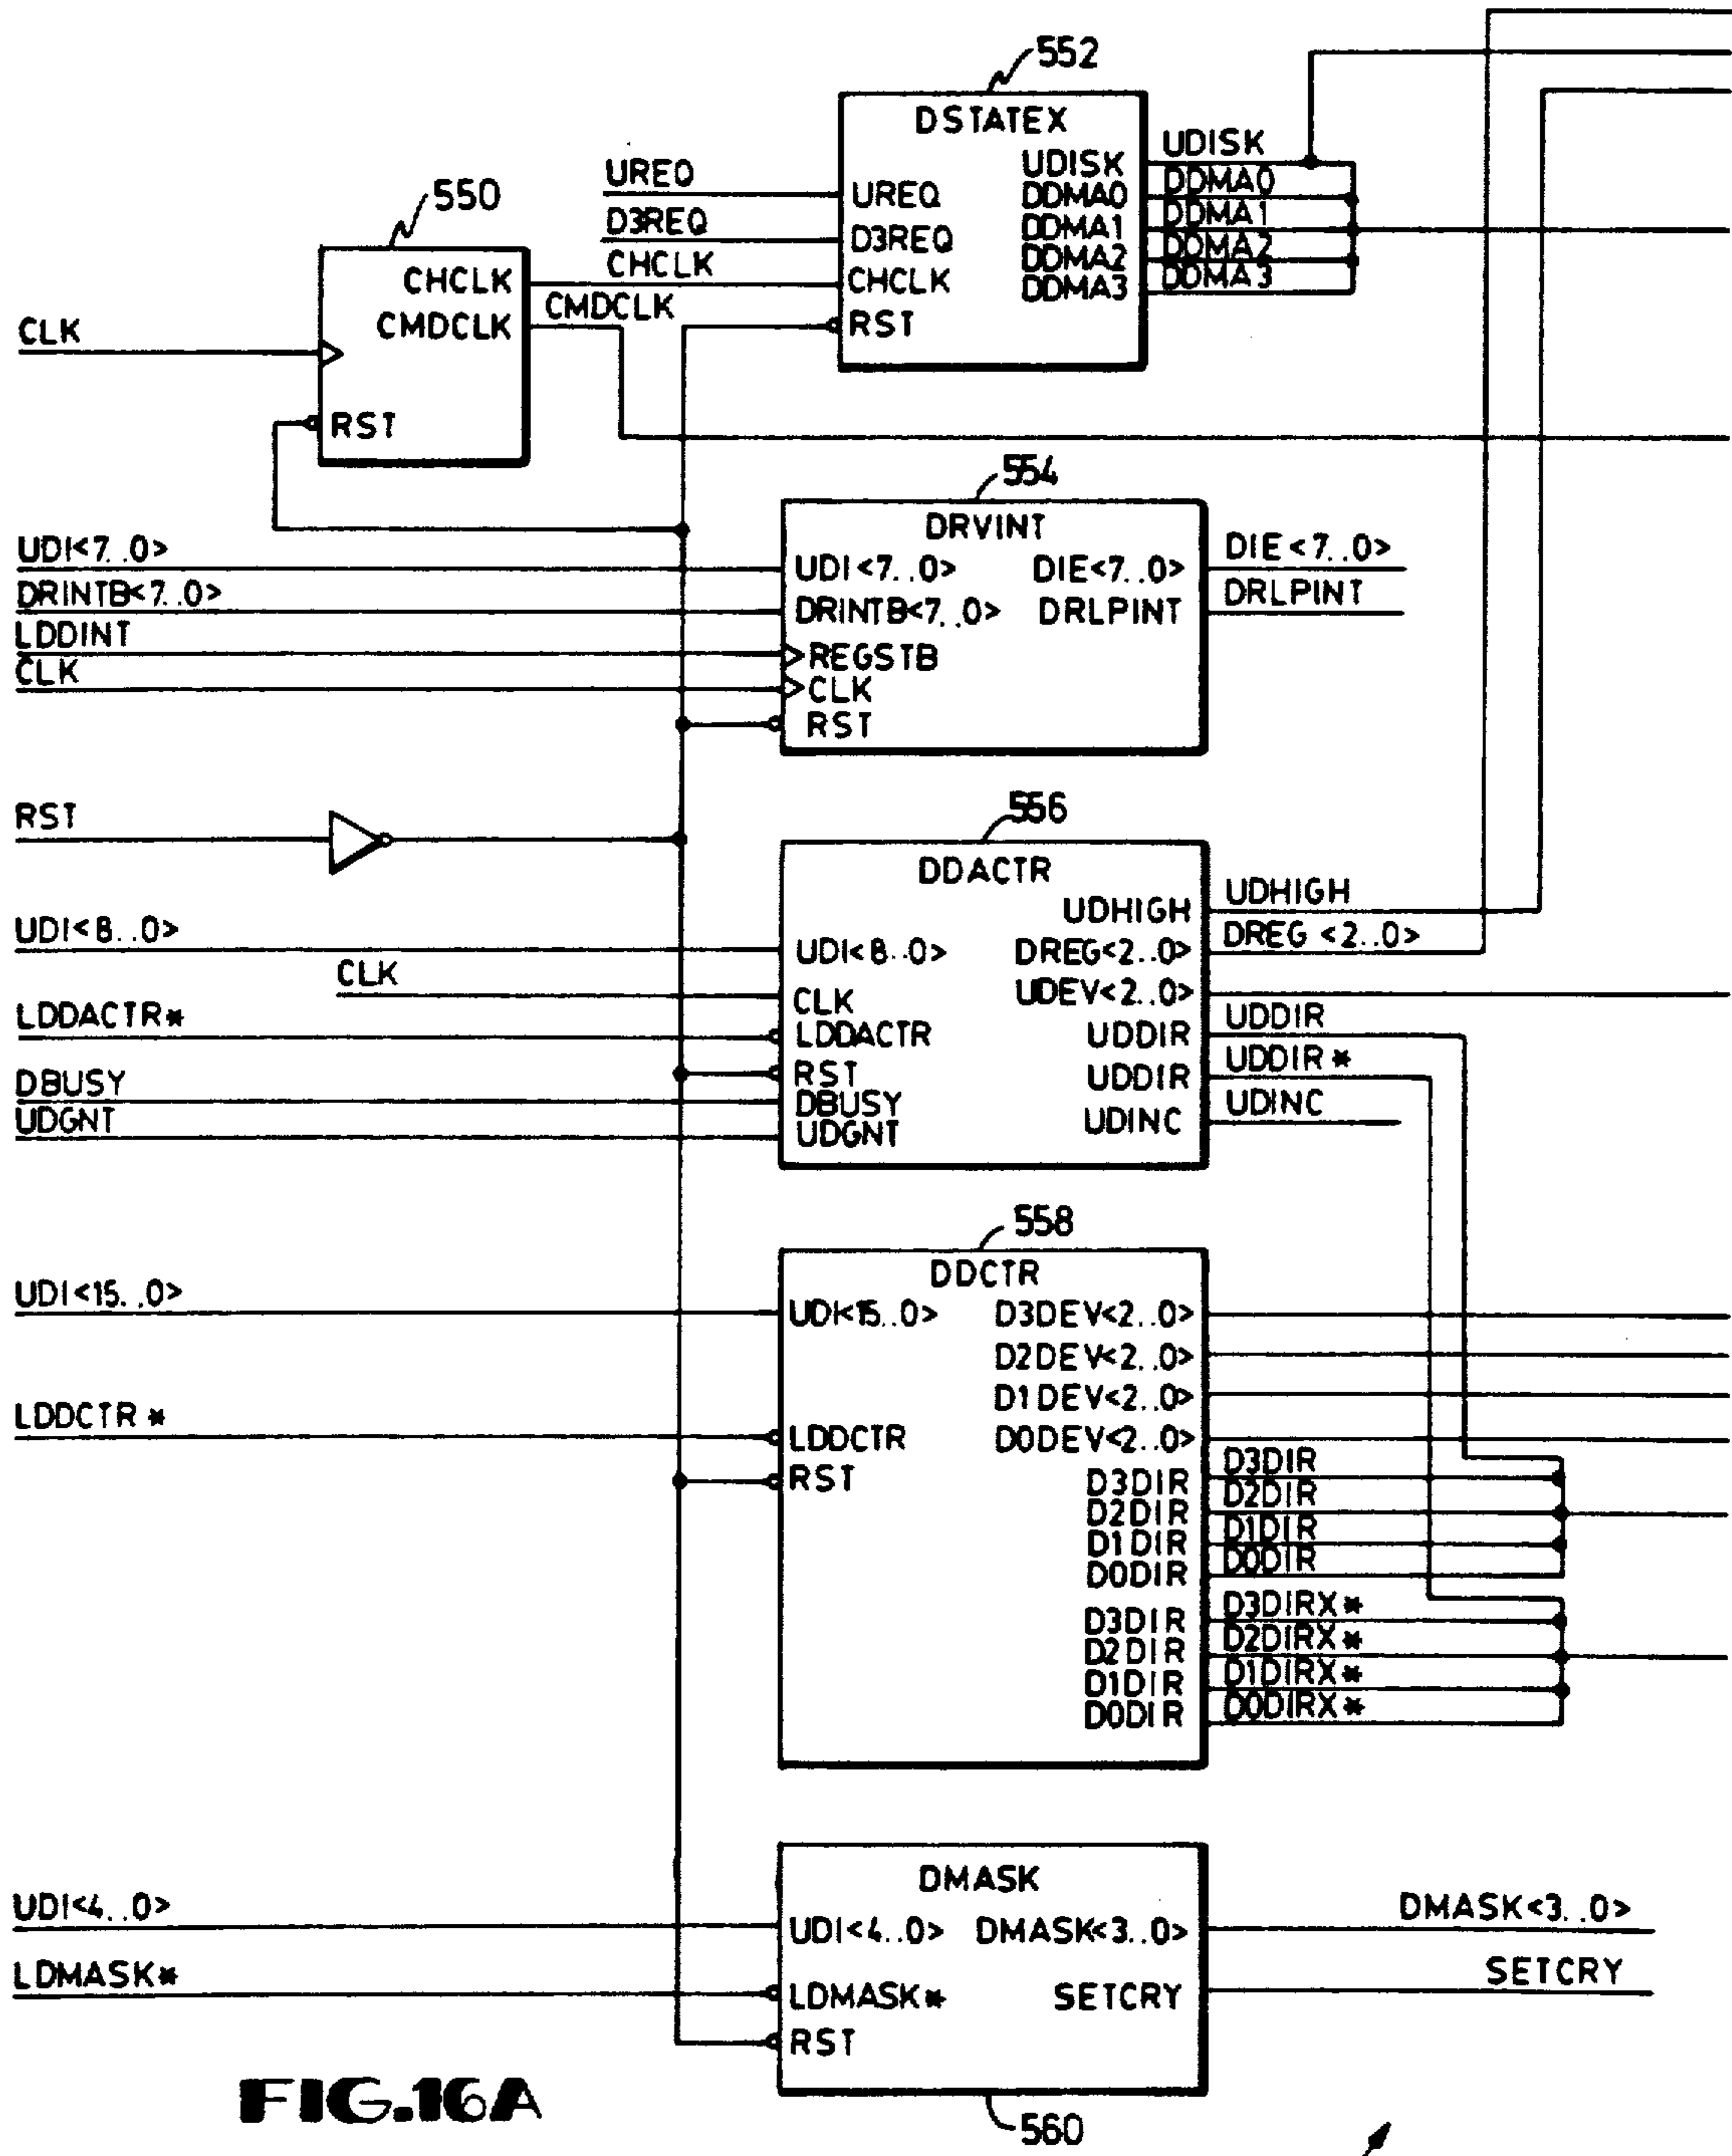 552
DSTATEX
UREQ
UREQ
D3REQ
D3REQ
CHCLK
CHCLK
RST
UDISK
DDMA0
DDMA1
DDMA2
DDMA3
UDISK
DDMA0
DDMA1
DDMA2
DDMA3
550
CHCLK
CMDCLK
CMDCLK
CLK
RST
554
DRVINT
UDI<7..0>
DRINTB<7..0>
LDDINT
CLK
UDI<7..0>
DRINTB<7..0>
REGSTB
CLK
RST
DIE<7..0>
DRLPINT
DIE<7..0>
DRLPINT
RST
556
DDACTR
UDI<8..0>
CLK
LDDACTR*
DBUSY
UDGNT
UDI<8..0>
CLK
LDDACTR
RST
DBUSY
UDGNT
UDHIGH
DREG<2..0>
UDEV<2..0>
UDDIR
UDDIR
UDINC
UDHIGH
DREG<2..0>
UDDIR
UDDIR*
UDINC
558
DDCTR
UDI<15..0>
LDDCTR*
UDI<15..0>
LDDCTR
RST
D3DEV<2..0>
D2DEV<2..0>
D1DEV<2..0>
D0DEV<2..0>
D3DIR
D2DIR
D1DIR
D0DIR
D3DIR
D2DIR
D1DIR
D0DIR
D3DIR
D2DIR
D1DIR
D0DIR
D3DIRX*
D2DIRX*
D1DIRX*
D0DIRX*
DMASK
UDI<4..0>
LDMASK*
UDI<4..0>
LDMASK*
RST
DMASK<3..0>
SETCRY
DMASK<3..0>
SETCRY
560
FIG.16A